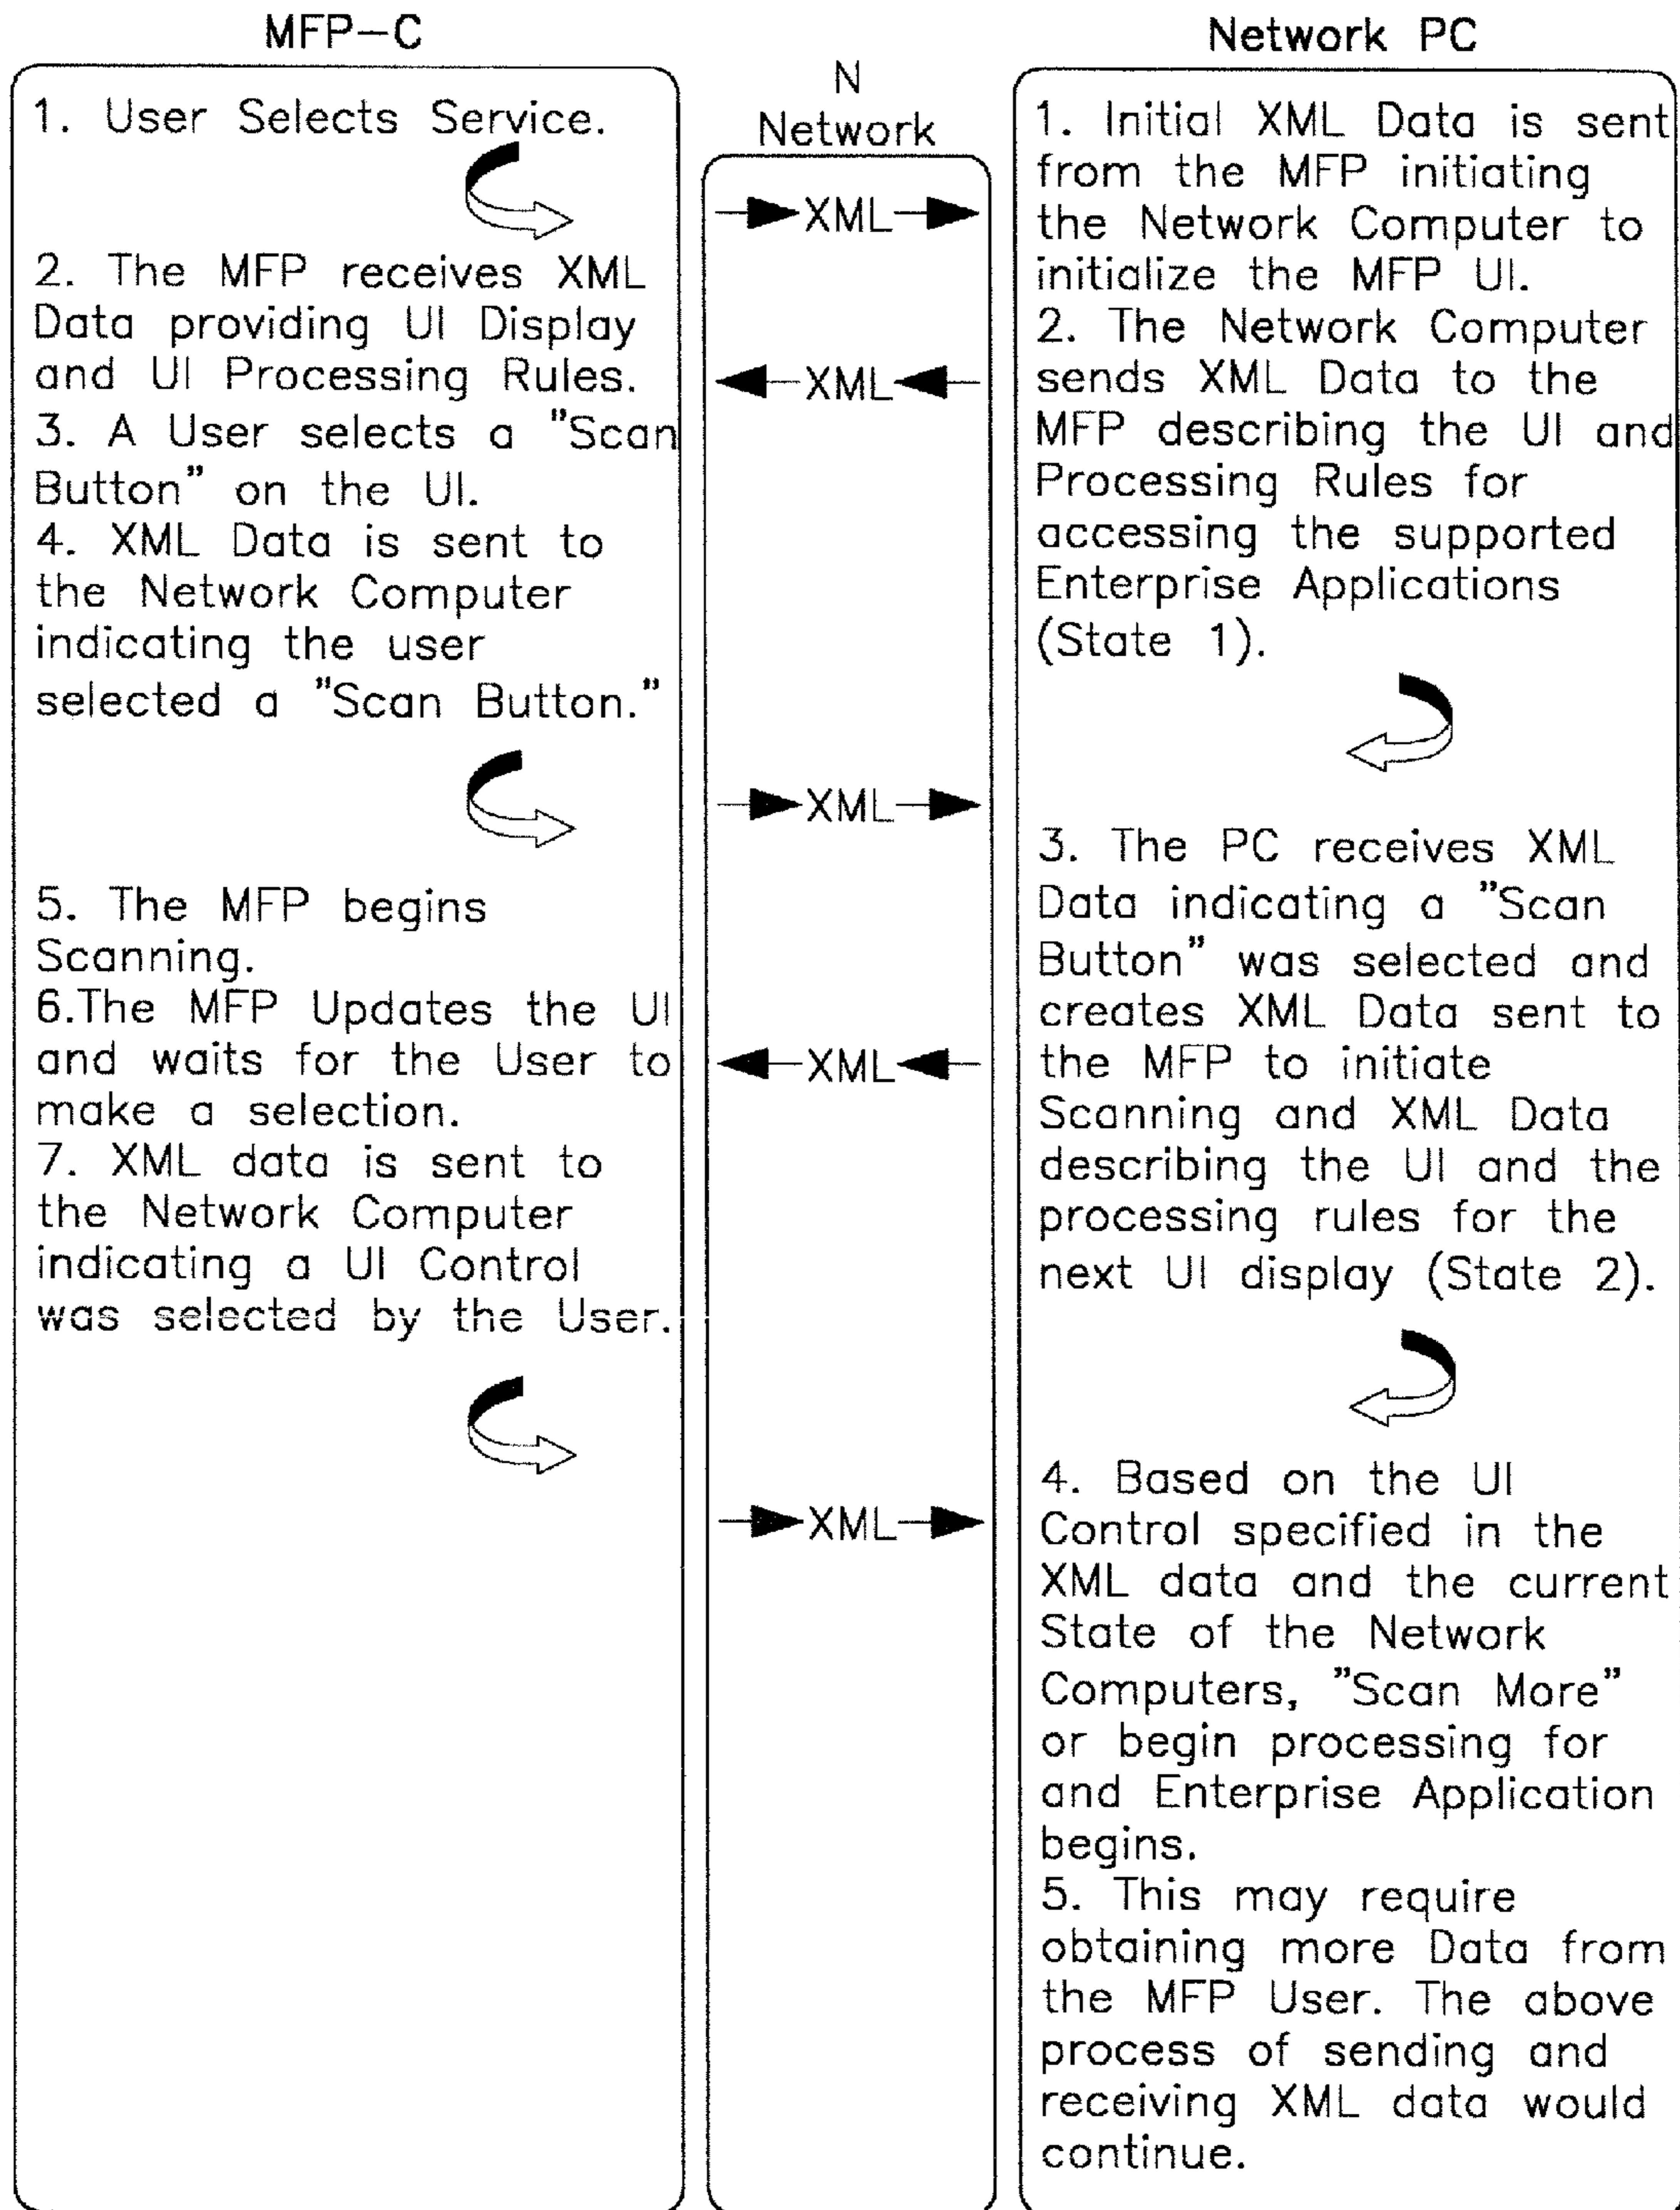 MFP-C
1. User Selects Service.
2. The MFP receives XML
Data providing UI Display
and UI Processing Rules.
3. A User selects a "Scan
Button" on the UI.
4. XML Data is sent to
the Network Computer
indicating the user
selected a "Scan Button."
5. The MFP begins
Scanning.
6.The MFP Updates the UI
and waits for the User to
make a selection.
7. XML data is sent to
the Network Computer
indicating a UI Control
was selected by the User.
N
Network
XML
XML
XML
XML
XML
Network PC
1. Initial XML Data is sent
from the MFP initiating
the Network Computer to
initialize the MFP UI.
2. The Network Computer
sends XML Data to the
MFP describing the UI and
Processing Rules for
accessing the supported
Enterprise Applications
(State 1).
3. The PC receives XML
Data indicating a "Scan
Button" was selected and
creates XML Data sent to
the MFP to initiate
Scanning and XML Data
describing the UI and the
processing rules for the
next UI display (State 2).
4. Based on the UI
Control specified in the
XML data and the current
State of the Network
Computers, "Scan More"
or begin processing for
and Enterprise Application
begins.
5. This may require
obtaining more Data from
the MFP User. The above
process of sending and
receiving XML data would
continue.